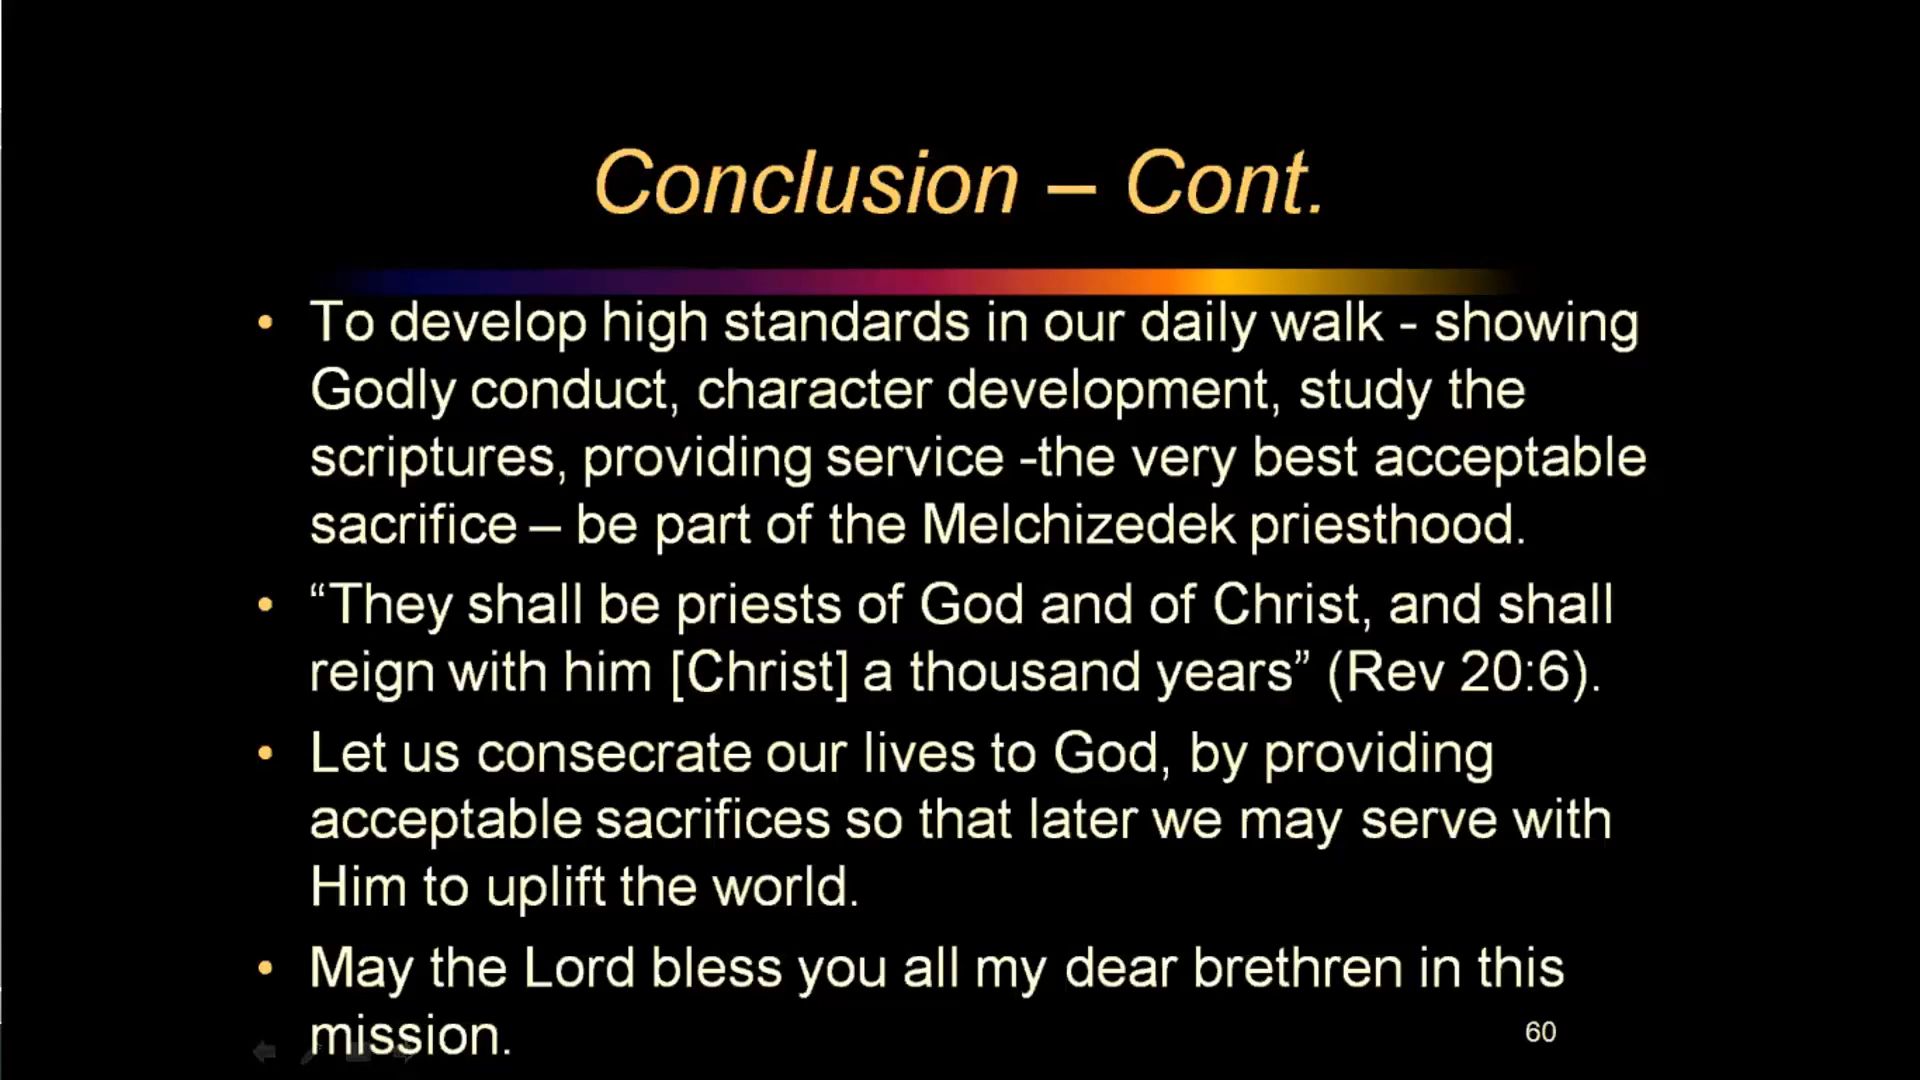 Conclusion – Cont.
• To develop high standards in our daily walk - showing
Godly conduct, character development, study the
scriptures, providing service -the very best acceptable
sacrifice – be part of the Melchizedek priesthood.
• “They shall be priests of God and of Christ, and shall
reign with him [Christ] a thousand years” (Rev 20:6).
• Let us consecrate our lives to God, by providing
acceptable sacrifices so that later we may serve with
Him to uplift the world.
• May the Lord bless you all my dear brethren in this
mission.
60